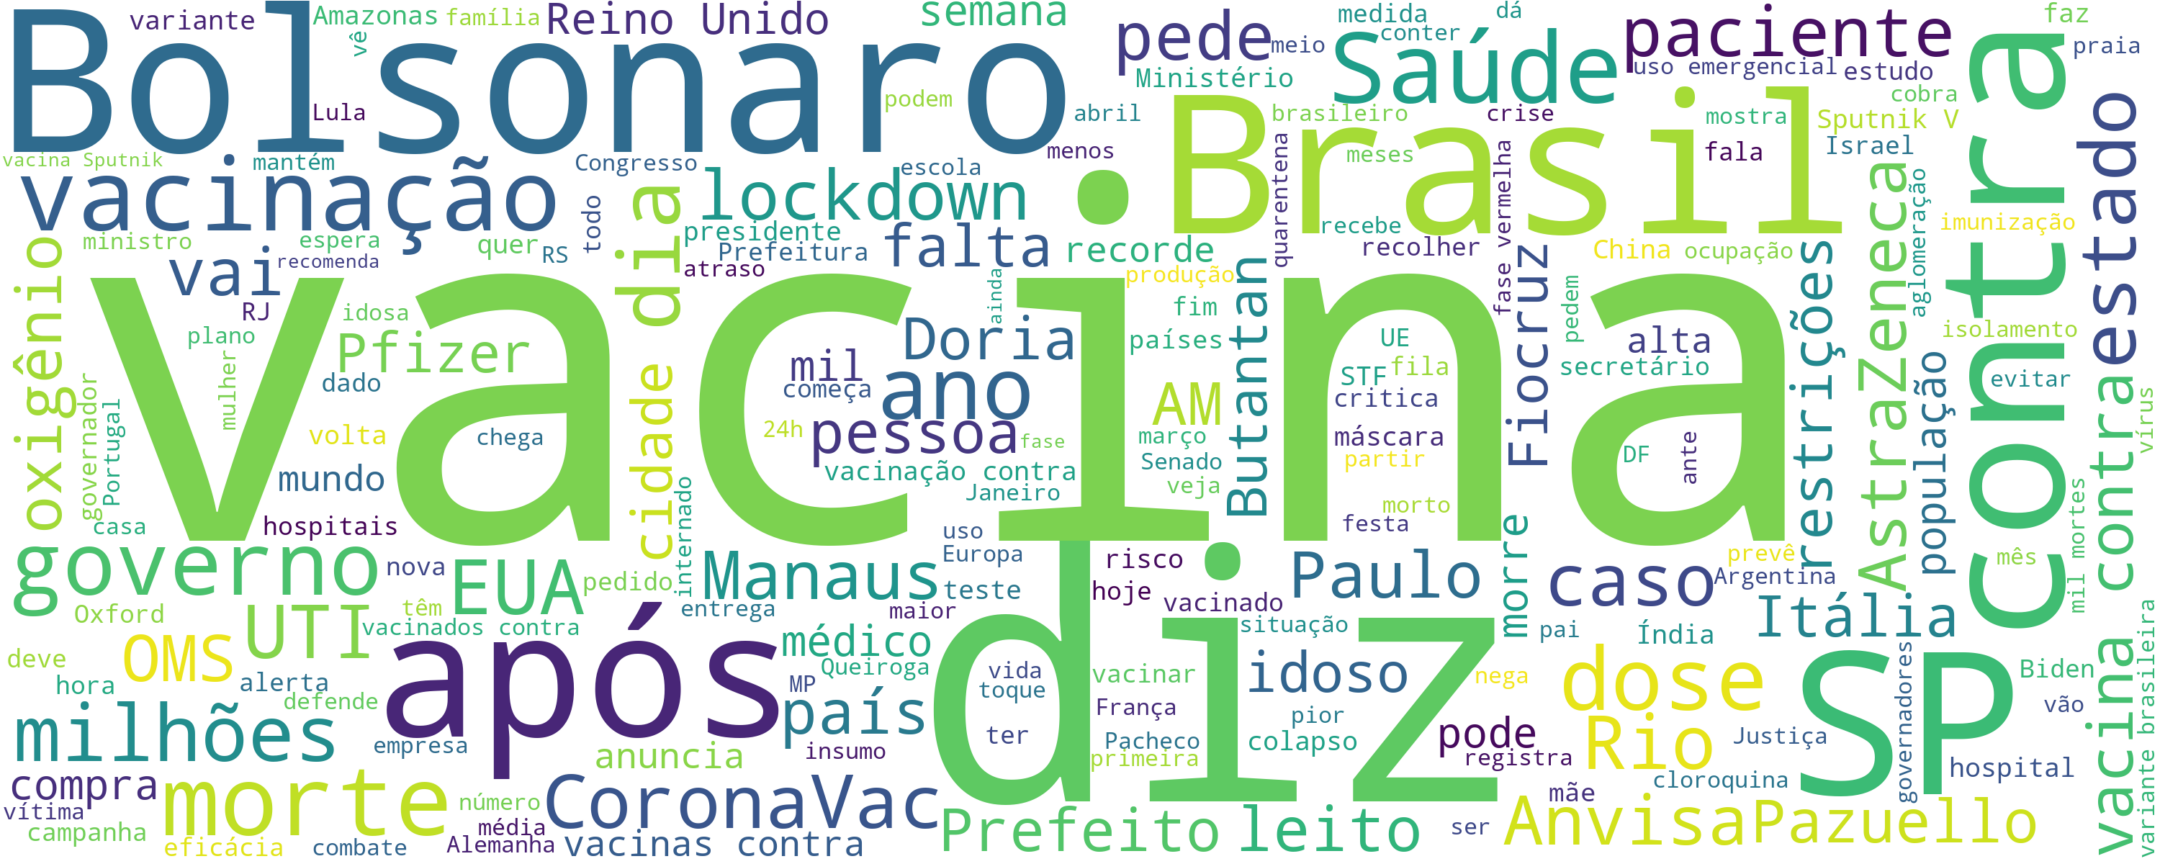 variante
Amazonas
família
Reino Unido
semana
pede
medida
dá
conter
meio
Saúde
paciente
faz
praia
vê
Bolsonaro
Ministério
uso emergencial
estudo
contra
Lula
podem
abril
Brasil
brasileiro
crise
mostra
cobra
Sputnik V
estado
vacina Sputnik
mantém
Congresso
escola
menos
meses
fala
Israel
vacinação
lockdown
quarentena
fase vermelha
AstraZeneca
aglomeração
imunização
todo
dia
presidente
recebe
ministro
espera
quer
RS
Prefeitura
falta
recorde
recolher
China
ocupação
oxigênio
vai
recomenda
atraso
produção
Butantan
Fiocruz
restrições
vacina
RJ
idosa
ainda
fim
pedem
plano
Pfizer
Doria
países
UE
alta
isolamento
mulher
dado
mil
começa
ano
AM
STF
fila
secretário
população
evitar
governador
Portugal
cidade
critica
vírus
volta
chega
24h
pessoa
fase
março
máscara
vacina contra
mundo
vacinação contra
Senado
partir
DF
ante
internado
Janeiro
veja
morto
casa
hospitais
uso
festa
morre
mil mortes
governo
nova
EUA
pedido
Manaus
Europa
diz
risco
Paulo
caso
prevê
Argentina
mês
Oxford
têm
entrega
maior
teste
hoje
vacinado
Itália
UTI
vacinados contra
situação
pai
Índia
OMS
após
médico
deve
Queiroga
vida
vacinar
idoso
nega
dose
SP
governadores
Biden
variante brasileira
hora
alerta
MP
toque
defende
país
França
pior
vão
milhões
empresa
anuncia
insumo
ter
Pacheco
primeira
colapso
pode
registra
Rio
Justiça
compra
morte
CoronaVac
cloroquina
hospital
vítima
número
mãe
campanha
média
Prefeito
leito
ser
Anvisa
Pazuello
eficácia
combate
Alemanha
vacinas contra